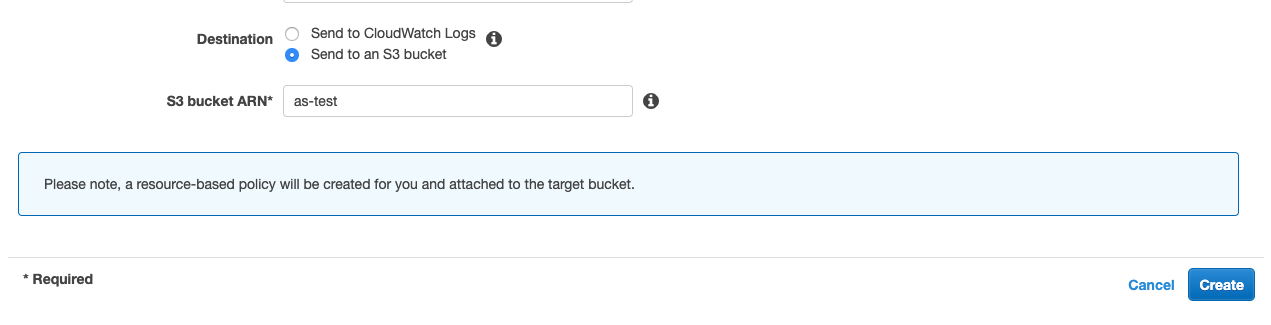 Destination
Send to CloudWatch Logs
Send to an S3 bucket
S3 bucket ARN*
as-test
Please note, a resource-based policy will be created for you and attached to the target bucket.
* Required
Cancel
Create